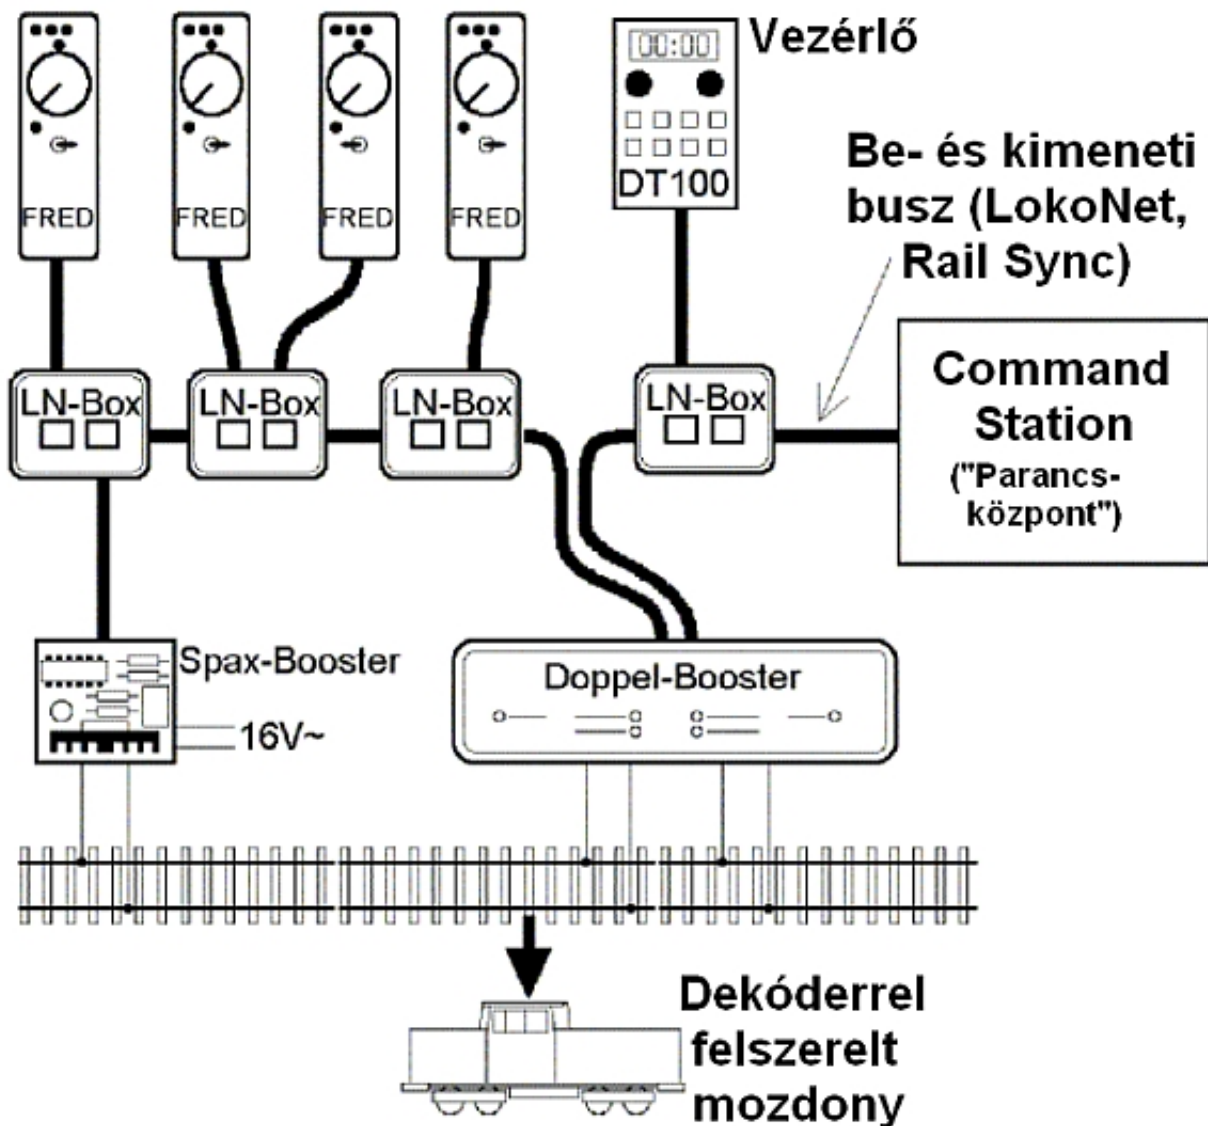 00:00
Vezérlő
DT100
FRED
FRED
FRED
FRED
Be- és kimeneti
busz (LokoNet,
Rail Sync)
LN-Box
LN-Box
LN-Box
LN-Box
Command
Station
("Parancs-
központ")
Spax-Booster
16V~
Doppel-Booster
Dekóderrel
felszerelt
mozdony